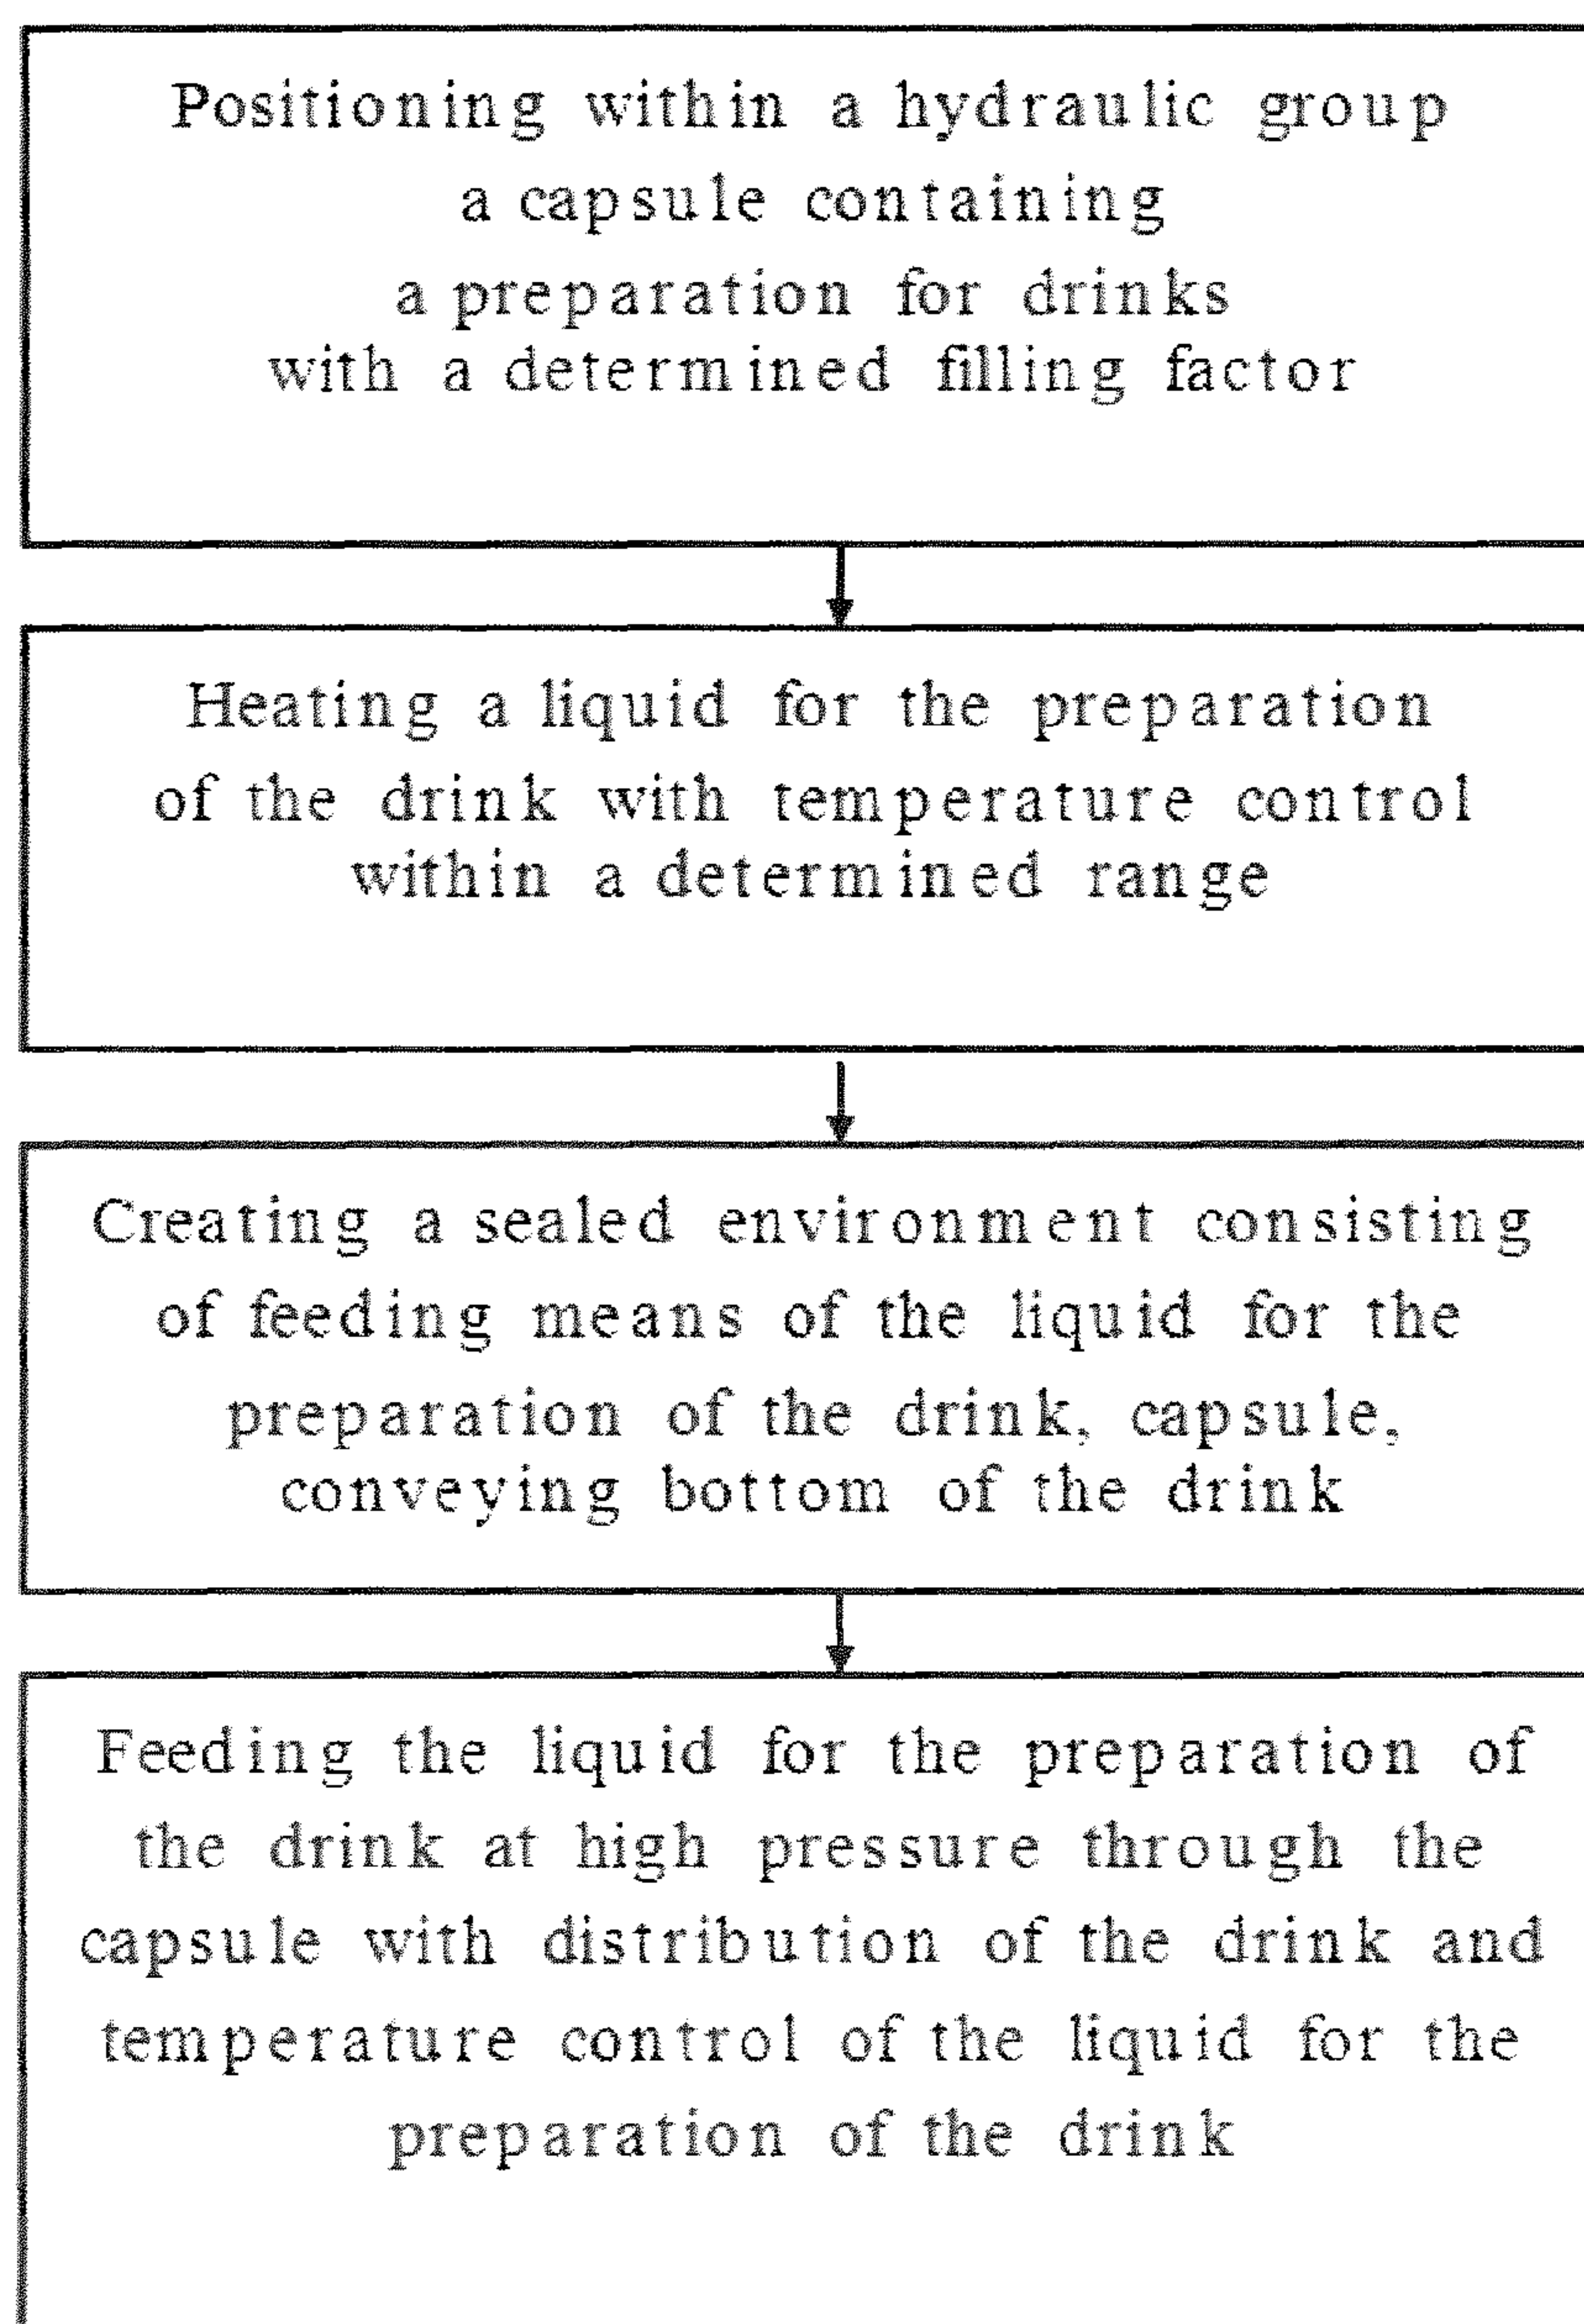 Positioning within a hydraulic group
a capsule containing
a preparation for drinks
with a determined filling factor
Heating a liquid for the preparation
of the drink with temperature control
within a determined range
Creating a sealed environment consisting
of feeding means of the liquid for the
preparation of the drink, capsule,
conveying bottom of the drink
Feeding the liquid for the preparation of
the drink at high pressure through the
capsule with distribution of the drink and
temperature control of the liquid for the
preparation of the drink